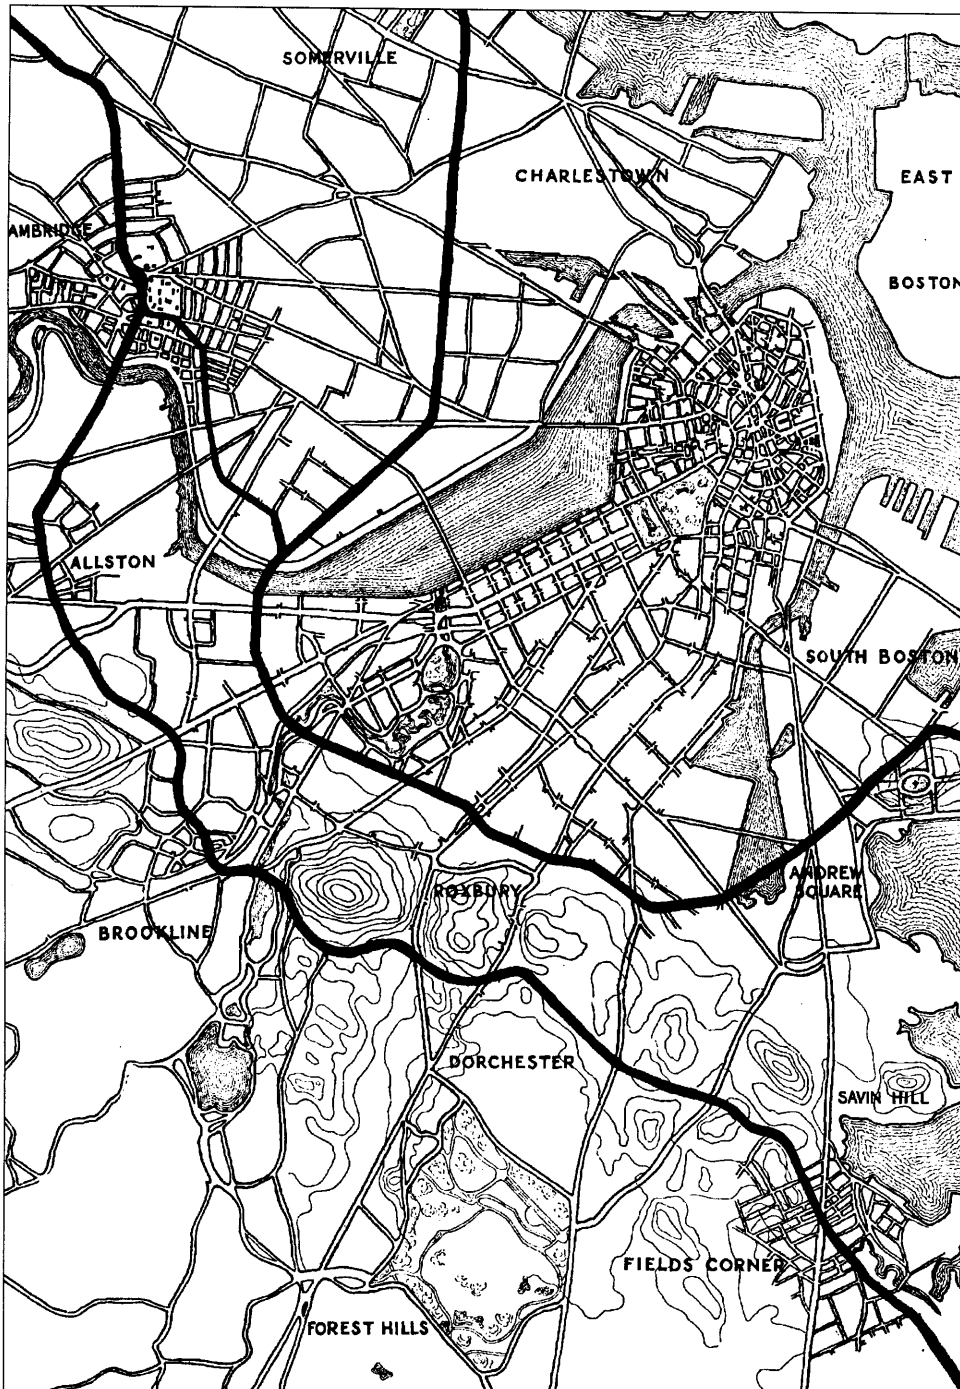 SOMERVILLE
CHARLESTOWN
EAST
AMBRIDGE
BOSTON
ALLSTON
SOUTH BOSTON
ANDREW
SQUARE
ROXBURY
BROOKLINE
DORCHESTER
SAVIN HILL
FIELDS CORNER
FOREST HILLS